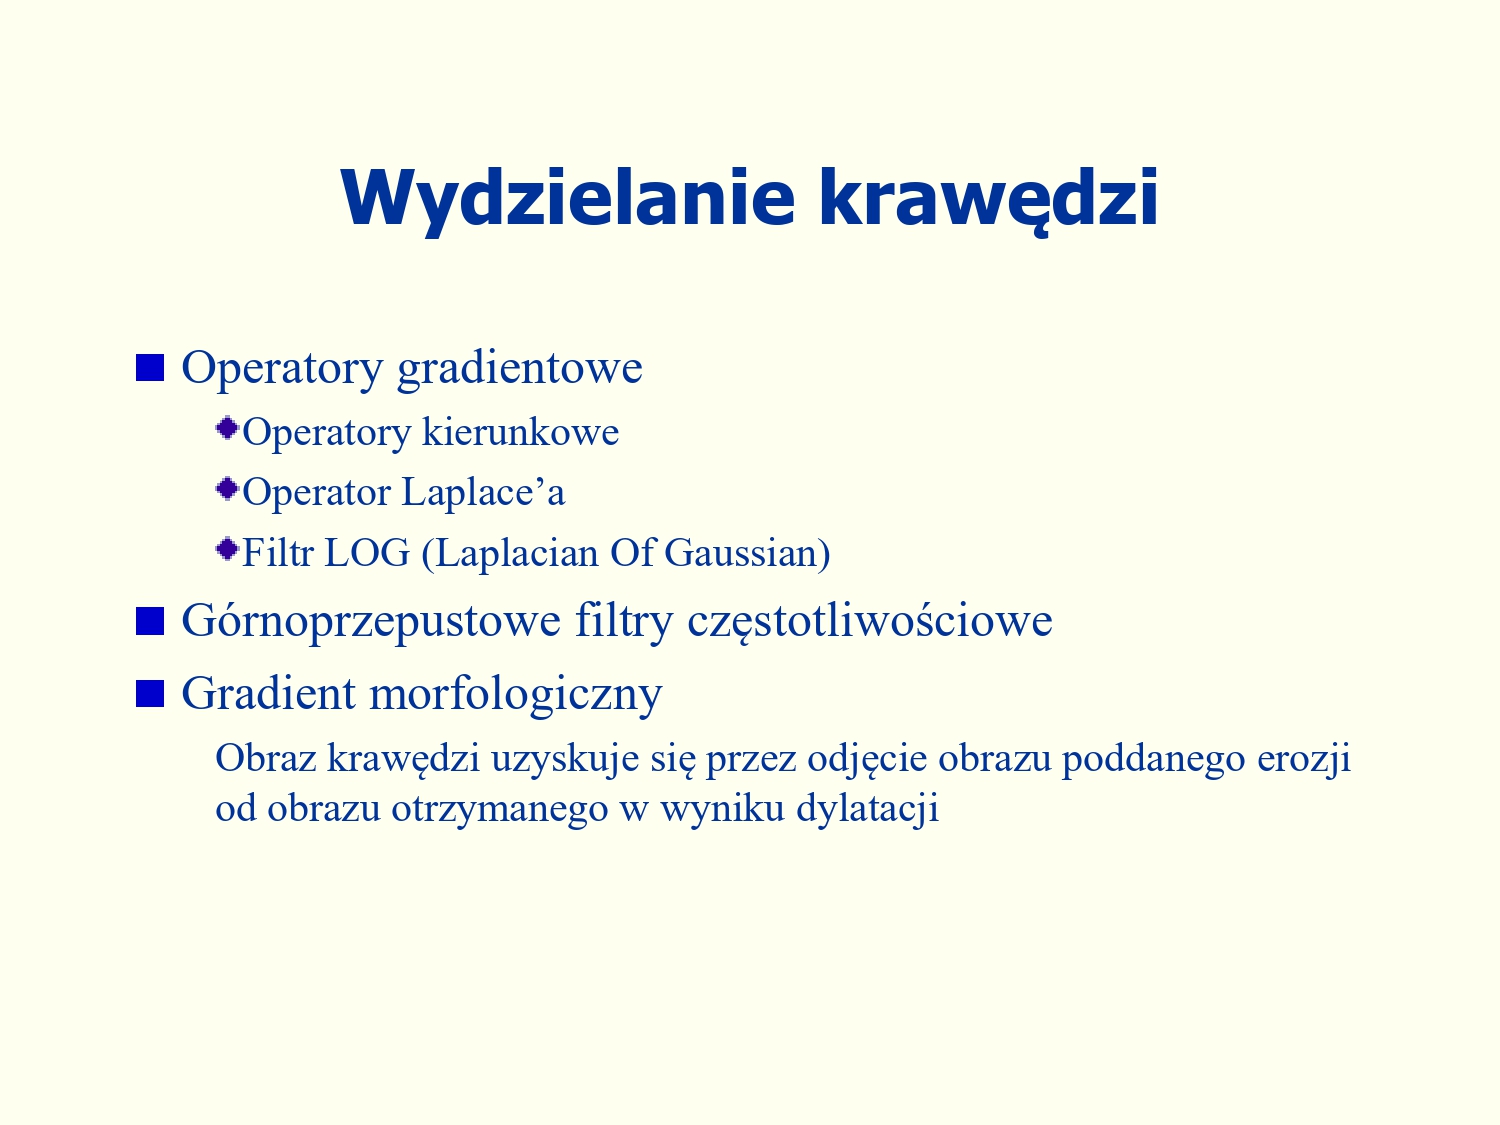 Wydzielanie krawędzi
Operatory gradientowe
Operatory kierunkowe
Operator Laplace’a
Filtr LOG (Laplacian Of Gaussian)
Górnoprzepustowe filtry częstotliwościowe
Gradient morfologiczny
Obraz krawędzi uzyskuje się przez odjęcie obrazu poddanego erozji
od obrazu otrzymanego w wyniku dylatacji